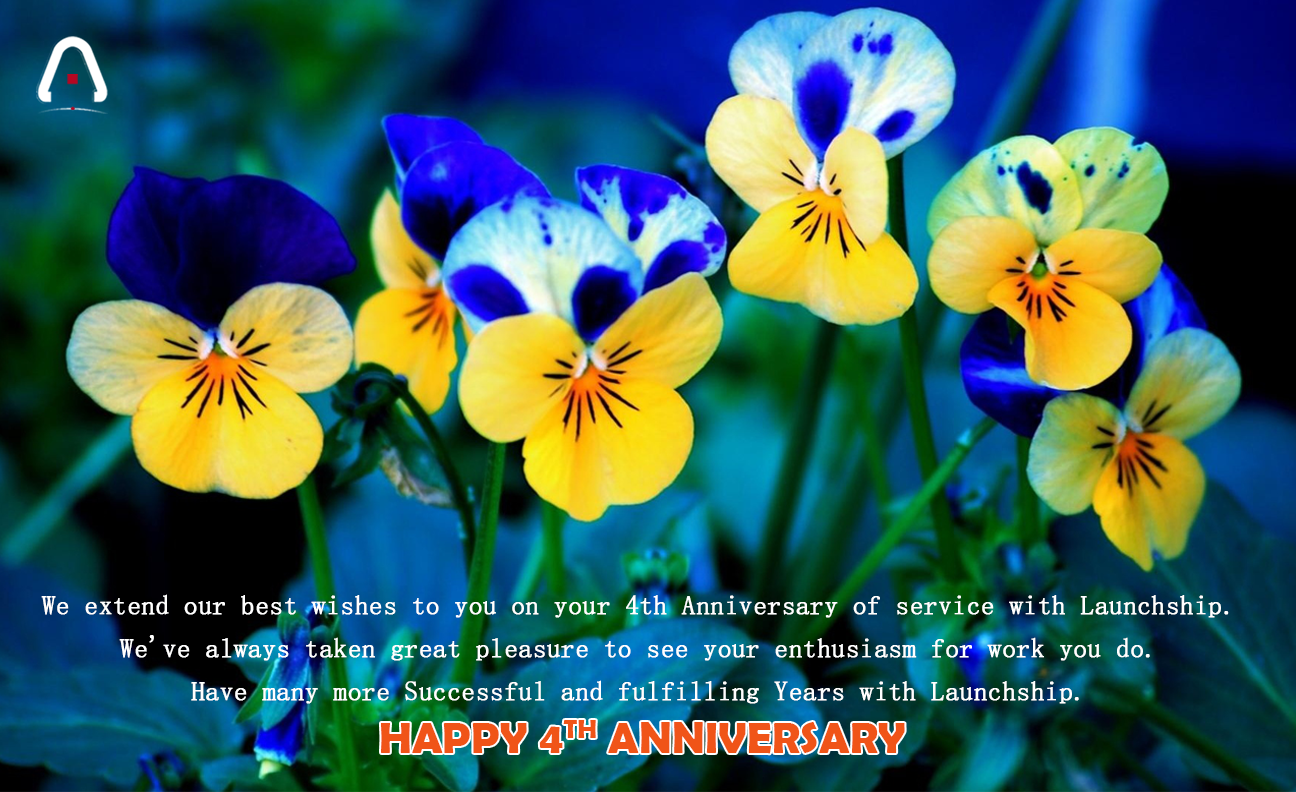 We extend our best wishes to you on your 4th Anniversary of service with Launchship.
We've always taken great pleasure to see your enthusiasm for work you do.
Have many more Successful and fulfilling Years with Launchship.
HAPPY 4TH ANNIVERSARY